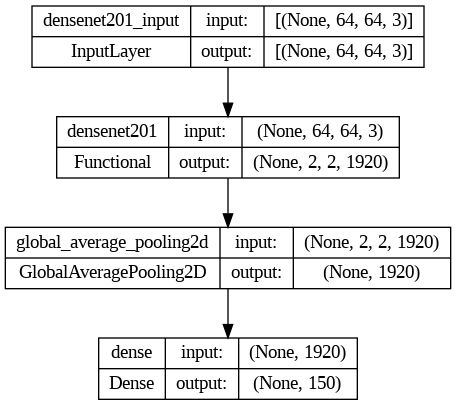 densenet201_input input: [(None, 64, 64, 3)]
InputLayer output: [(None, 64, 64, 3)]
densenet201 input: (None, 64, 64, 3)
Functional output: (None, 2, 2, 1920)
global_average_pooling2d input: (None, 2, 2, 1920)
GlobalAveragePooling2D output: (None, 1920)
dense input: (None, 1920)
Dense output: (None, 150)